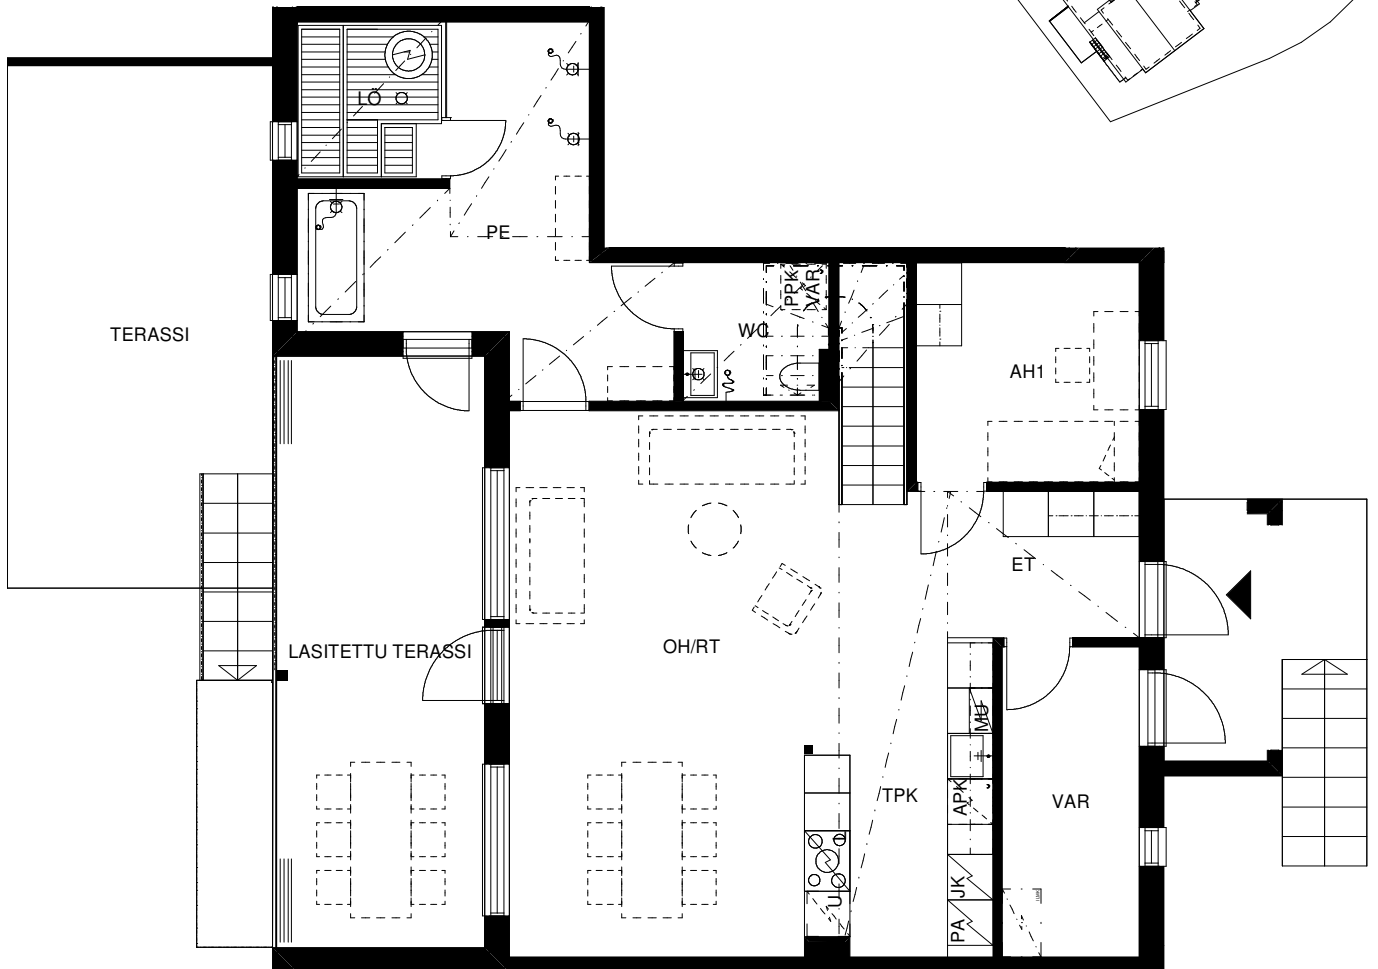 LÖ
PE
TERASSI
WC
PPK
VAR
AH1
ET
LASITETTU TERASSI
OH/RT
MU
TPK
APK
VAR
JK
U
L
PA